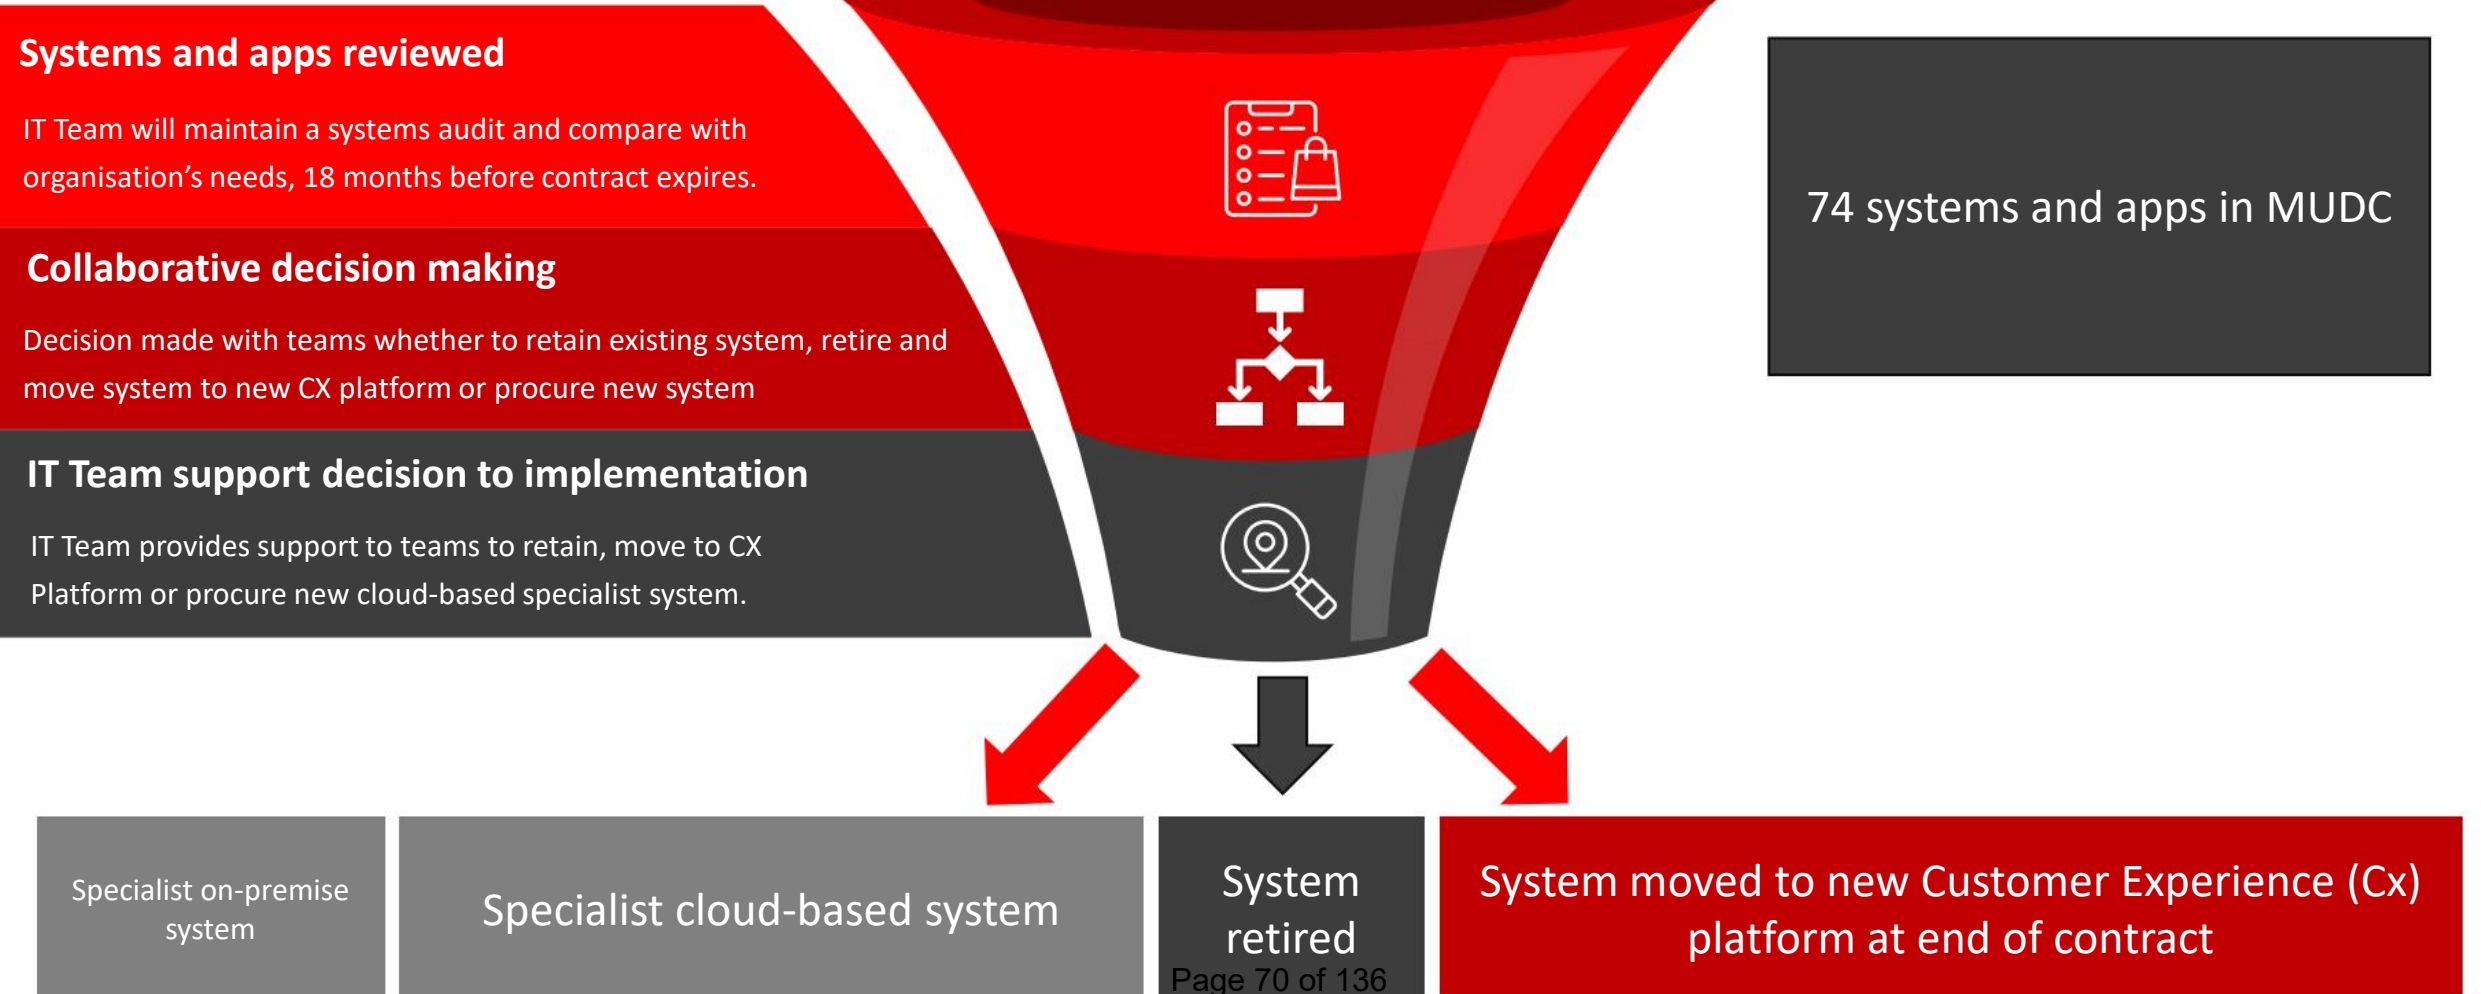 Systems and apps reviewed
IT Team will maintain a systems audit and compare with
organisation’s needs, 18 months before contract expires.
Collaborative decision making
Decision made with teams whether to retain existing system, retire and
move system to new CX platform or procure new system
IT Team support decision to implementation
IT Team provides support to teams to retain, move to CX
Platform or procure new cloud-based specialist system.
74 systems and apps in MUDC
Specialist on-premise
system
Specialist cloud-based system
System
retired
System moved to new Customer Experience (Cx)
platform at end of contract
Page 70 of 136